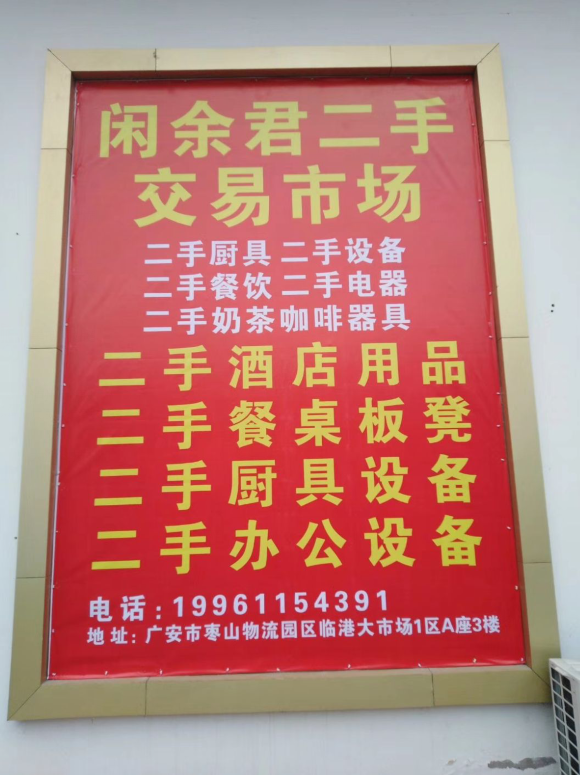 闲余君二手
交易市场
二手厨具 二手设备
二手餐饮 二手电器
二手奶茶咖啡器具
二手酒店用品
二手餐桌板凳
二手厨具设备
二手办公设备
电话：19961154391
地址：广安市枣山物流园区临港大市场1区A座3楼